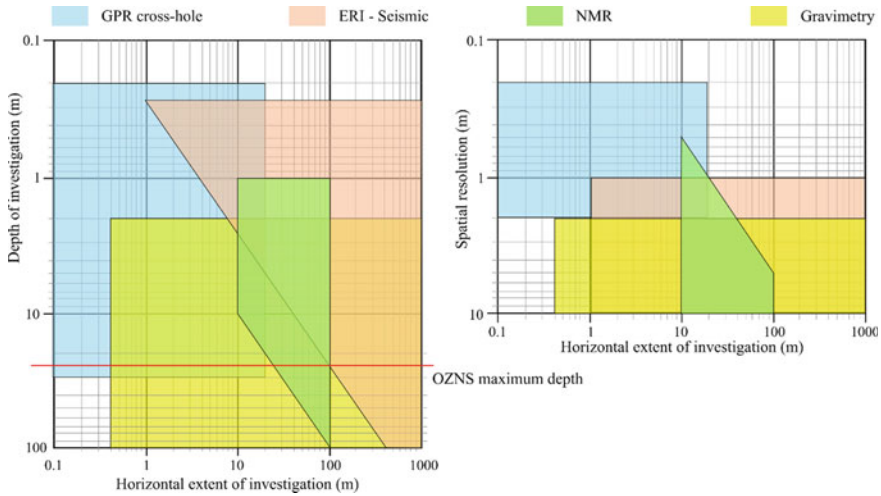 GPR cross-hole
ERI - Seismic
NMR
Gravimetry
Depth of investigation (m)
0.1
1
10
100
0.1
1
10
100
1000
Horizontal extent of investigation (m)
OZNS maximum depth
Spatial resolution (m)
0.1
1
10
0.1
1
10
100
1000
Horizontal extent of investigation (m)